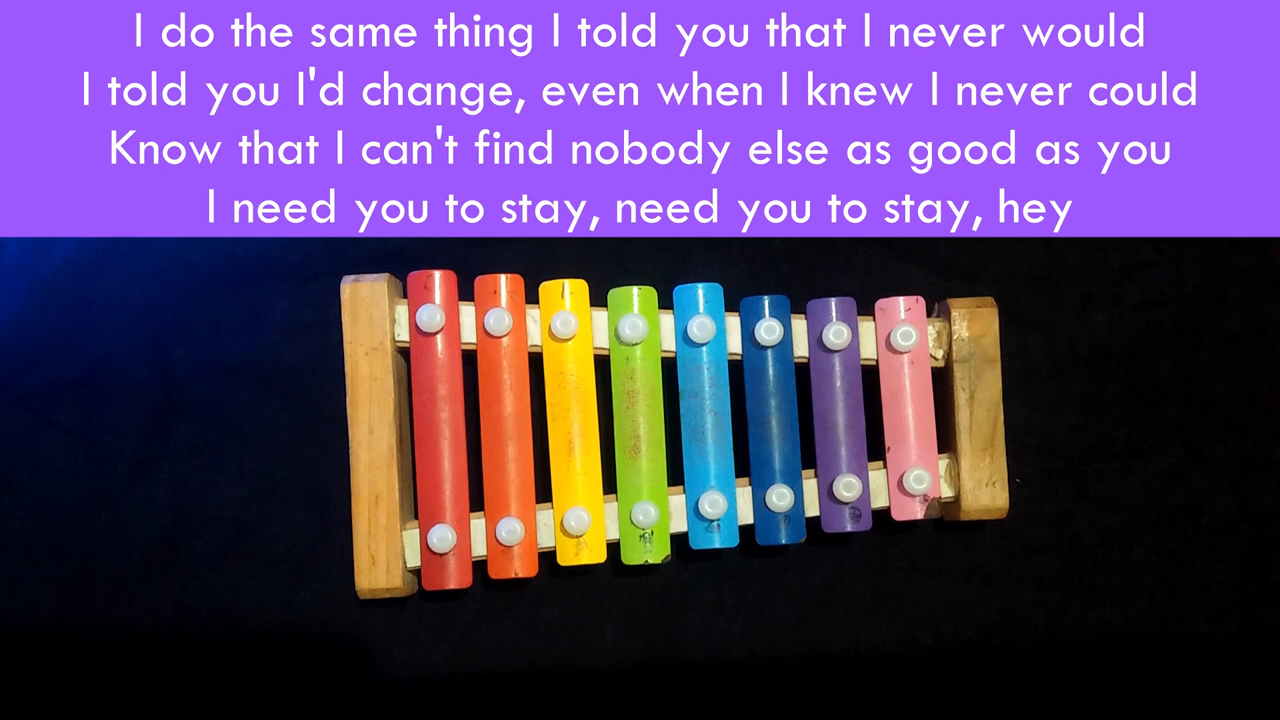 I do the same thing I told you that I never would
I told you I'd change, even when I knew I never could
Know that I can't find nobody else as good as you
I need you to stay, need you to stay, hey